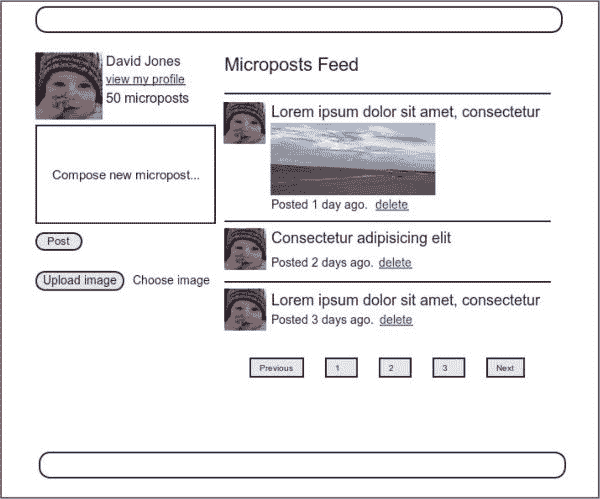 David Jones
view my profile
50 microposts
Compose new micropost...
Post
Upload image Choose image
Microposts Feed
Lorem ipsum dolor sit amet, consectetur
Posted 1 day ago. delete
Consectetur adipisicing elit
Posted 2 days ago. delete
Lorem ipsum dolor sit amet, consectetur
Posted 3 days ago. delete
Previous 1 2 3 Next